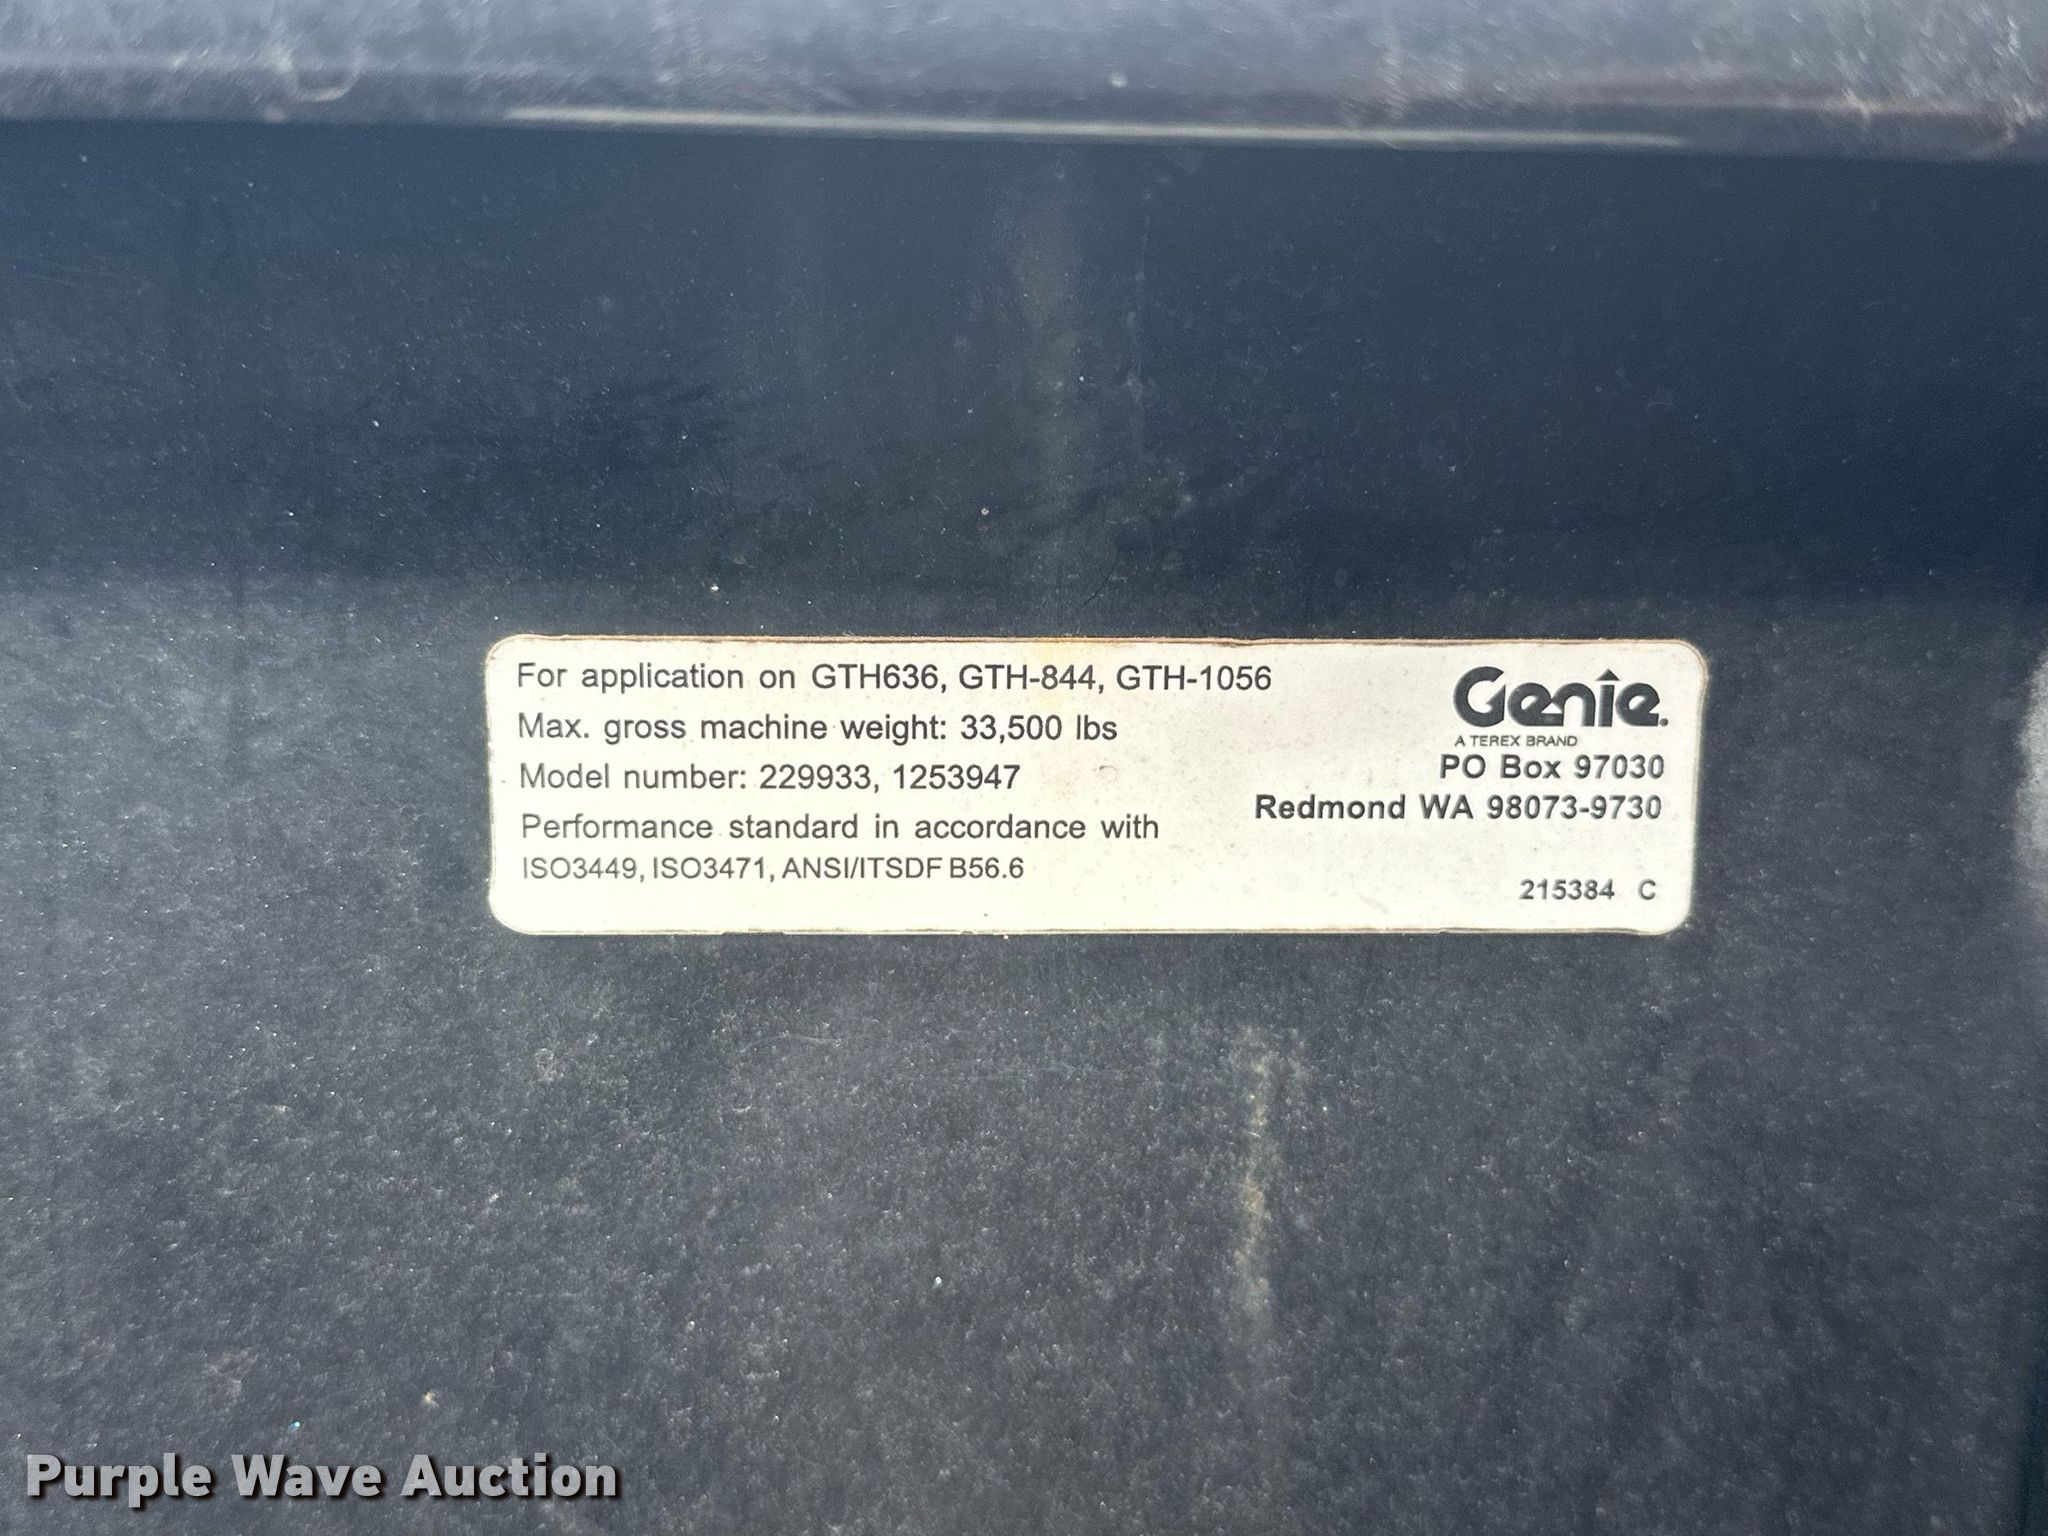 For application on GTH636, GTH-844, GTH-1056
Max. gross machine weight: 33,500 lbs
Model number: 229933, 1253947
Performance standard in accordance with
ISO3449, ISO3471, ANSI/ITSDF B56.6
Genie.
A TEREX BRAND
PO Box 97030
Redmond WA 98073-9730
215384 C
Purple Wave Auction